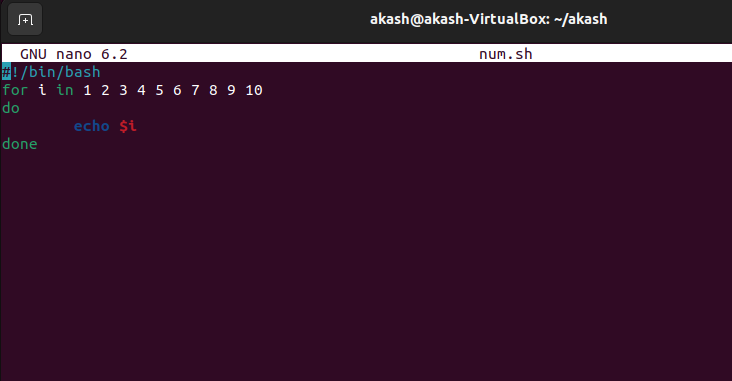 akash@akash-VirtualBox: ~/akash
GNU nano 6.2 num.sh
#!/bin/bash
for i in 1 2 3 4 5 6 7 8 9 10
do
        echo $i
done